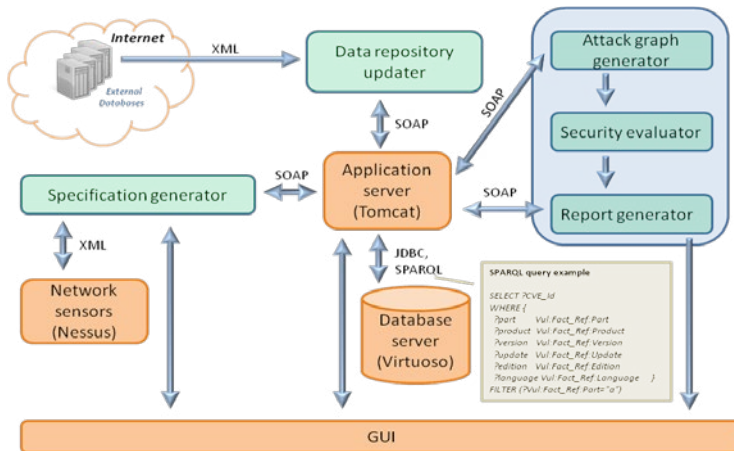 Internet
External
Databases
XML
Data repository
updater
SOAP
SOAP
Attack graph
generator
Security evaluator
Report generator
Specification generator
SOAP
Application
server
(Tomcat)
SOAP
XML
Network
sensors
(Nessus)
JDBC,
SPARQL
Database
server
(Virtuoso)
SPARQL query example
SELECT ?CVE_Id
WHERE {
?part Vul:Fact_Ref:Part
?product Vul:Fact_Ref:Product
?version Vul:Fact_Ref:Version
?update Vul:Fact_Ref:Update
?edition Vul:Fact_Ref:Edition
?language Vul:Fact_Ref:Language }
FILTER (?Vul:Fact_Ref:Part="a")
GUI